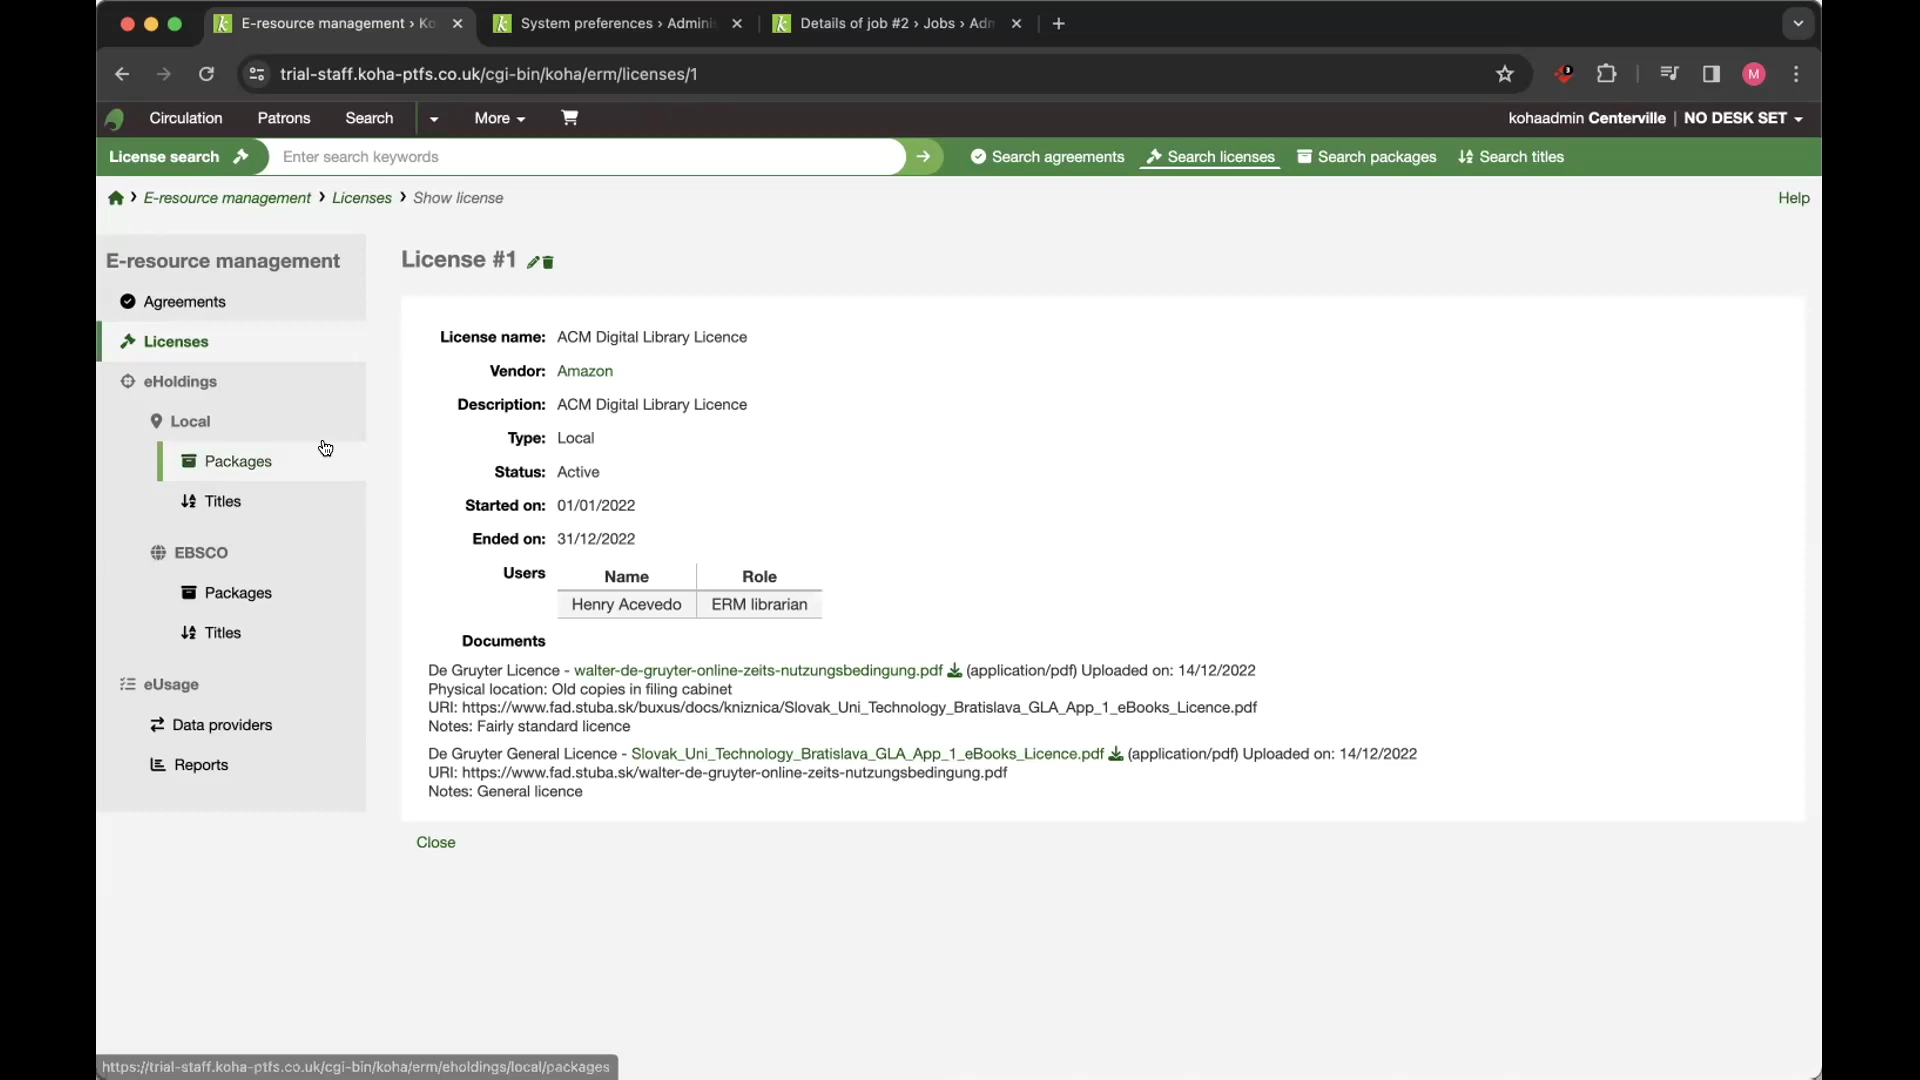 E-resource management › Ko
System preferences › Admini
Details of job #2 › Jobs › Adm
trial-staff.koha-ptfs.co.uk/cgi-bin/koha/erm/licenses/1
M
Circulation
Patrons
Search
More
kohaadmin Centerville | NO DESK SET
License search
Enter search keywords
Search agreements
Search licenses
Search packages
Search titles
E-resource management › Licenses › Show license
Help
E-resource management
Agreements
Licenses
eHoldings
Local
Packages
Titles
EBSCO
Packages
Titles
eUsage
Data providers
Reports
License #1
License name: ACM Digital Library Licence
Vendor: Amazon
Description: ACM Digital Library Licence
Type: Local
Status: Active
Started on: 01/01/2022
Ended on: 31/12/2022
Users Name Role
Henry Acevedo ERM librarian
Documents
De Gruyter Licence - walter-de-gruyter-online-zeits-nutzungsbedingung.pdf (application/pdf) Uploaded on: 14/12/2022
Physical location: Old copies in filing cabinet
URI: https://www.fad.stuba.sk/buxus/docs/kniznica/Slovak_Uni_Technology_Bratislava_GLA_App_1_eBooks_Licence.pdf
Notes: Fairly standard licence
De Gruyter General Licence - Slovak_Uni_Technology_Bratislava_GLA_App_1_eBooks_Licence.pdf (application/pdf) Uploaded on: 14/12/2022
URI: https://www.fad.stuba.sk/walter-de-gruyter-online-zeits-nutzungsbedingung.pdf
Notes: General licence
Close
https://trial-staff.koha-ptfs.co.uk/cgi-bin/koha/erm/eholdings/local/packages